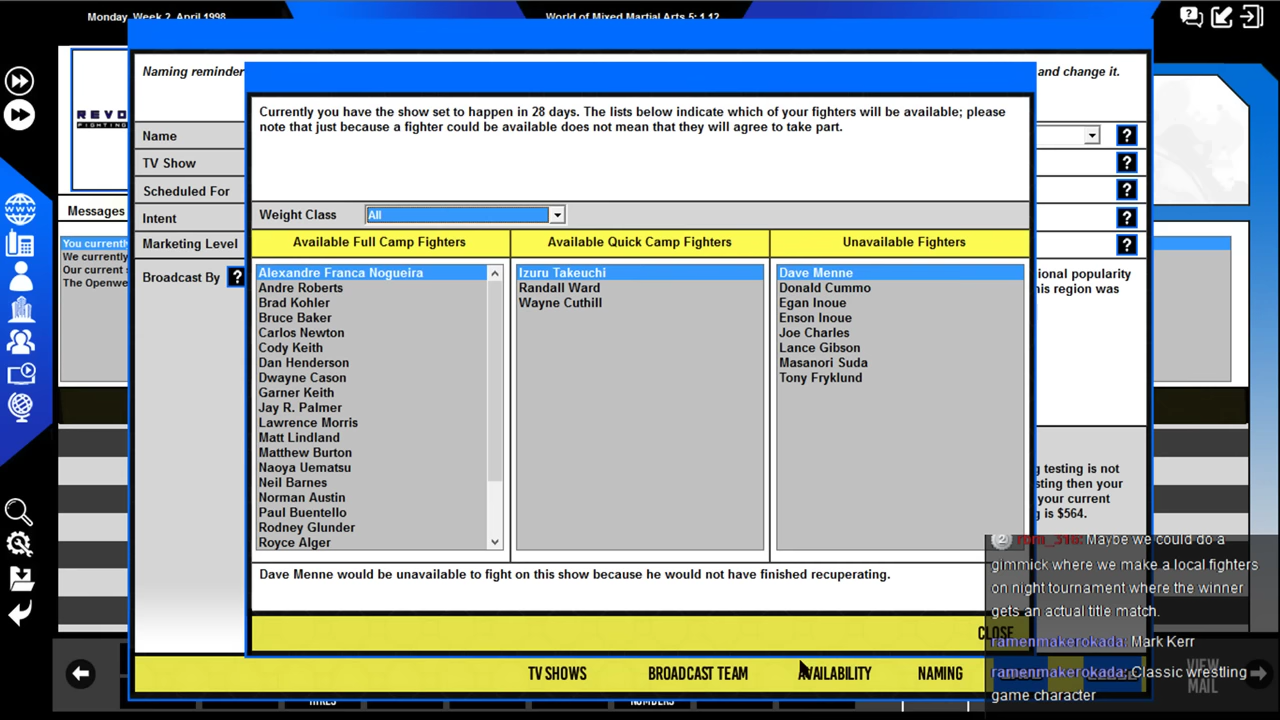 Monday, Week 2, April 1998
World of Mixed Martial Arts 5: 1.12
Naming reminder
and change it.
REVO
FIGHTING
Currently you have the show set to happen in 28 days. The lists below indicate which of your fighters will be available; please
note that just because a fighter could be available does not mean that they will agree to take part.
Name
?
TV Show
?
Scheduled For
?
Intent
?
Marketing Level
?
Broadcast By ?
Messages
You currently
We currently
Our current s
The Openwe
Weight Class All
Available Full Camp Fighters
Available Quick Camp Fighters
Unavailable Fighters
Alexandre Franca Nogueira
Andre Roberts
Brad Kohler
Bruce Baker
Carlos Newton
Cody Keith
Dan Henderson
Dwayne Cason
Garner Keith
Jay R. Palmer
Lawrence Morris
Matt Lindland
Matthew Burton
Naoya Uematsu
Neil Barnes
Norman Austin
Paul Buentello
Rodney Glunder
Royce Alger
Izuru Takeuchi
Randall Ward
Wayne Cuthill
Dave Menne
Donald Cummo
Egan Inoue
Enson Inoue
Joe Charles
Lance Gibson
Masanori Suda
Tony Fryklund
ional popularity
his region was
g testing is not
sting then your
your current
g is $564.
Dave Menne would be unavailable to fight on this show because he would not have finished recuperating.
CLOSE
TV SHOWS
BROADCAST TEAM
AVAILABILITY
NAMING
VIEW
MAIL
2 Maybe we could do a
gimmick where we make a local fighters
on night tournament where the winner
gets an actual title match.
ramenmakerokada: Mark Kerr
ramenmakerokada: Classic wrestling
game character